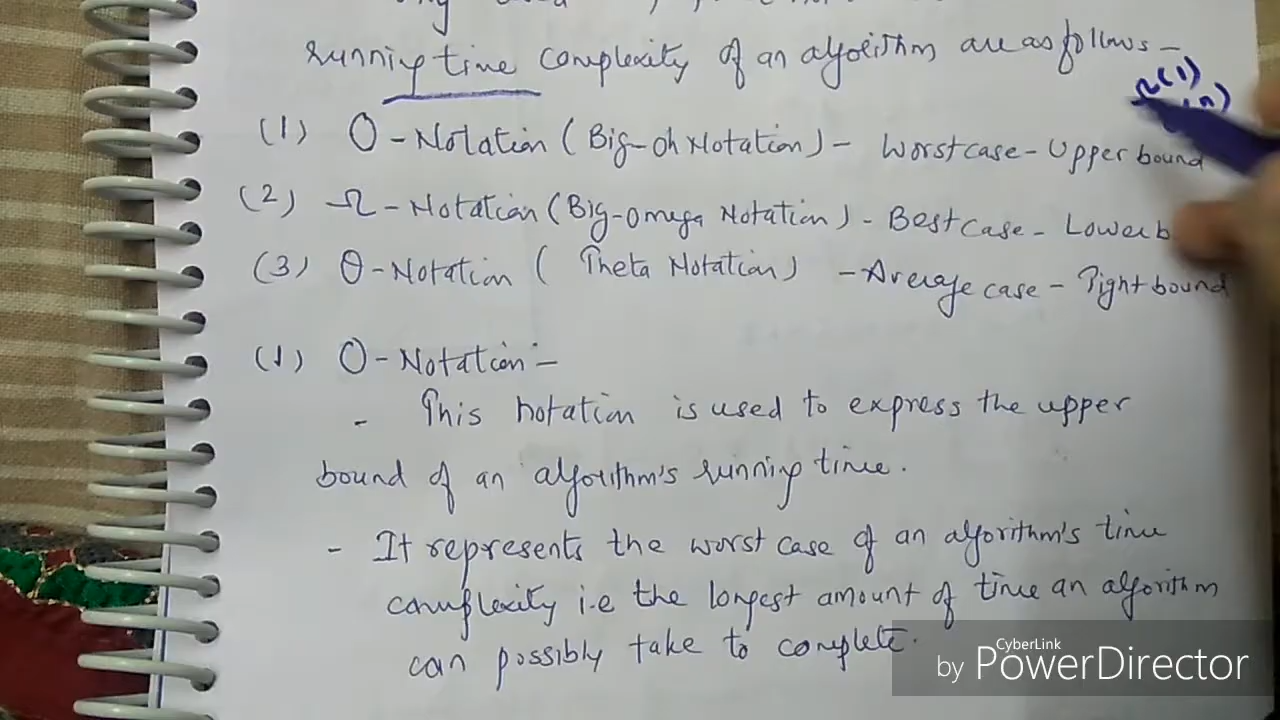 running time complexity of an algorithm are as follows -
Ω(1)
(n)
(1) O - Notation (Big-oh Notation) - Worst case - Upper bound
(2) Ω - Notation (Big-omega Notation) - Best case - Lower b
(3) θ - Notation ( Theta Notation) - Average case - Tight bound
(1) O - Notation :-
- This notation is used to express the upper
bound of an algorithm's running time.
- It represents the worst case of an algorithm's time
complexity i.e the longest amount of time an algorithm
can possibly take to complete.
CyberLink
by PowerDirector